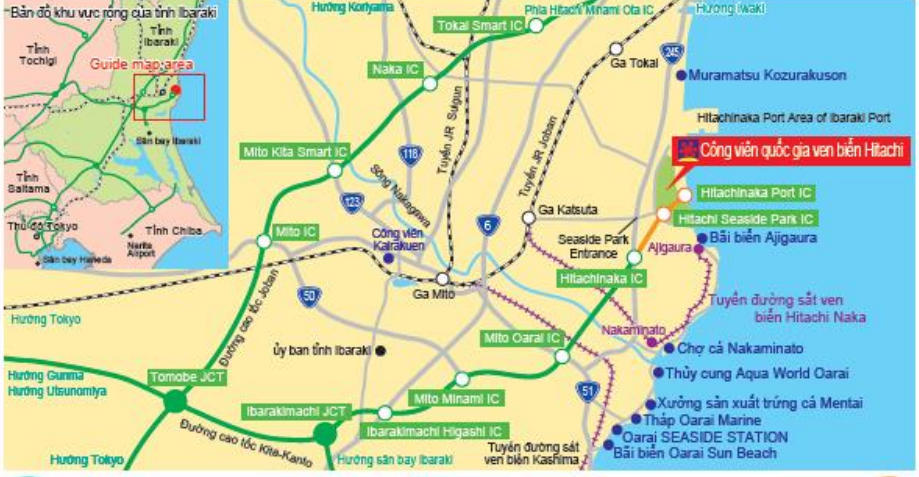 Bản đồ khu vực rộng của tỉnh Ibaraki
Tỉnh
Tochigi
Tỉnh
Ibaraki
Guide map area
Sân bay Ibaraki
Tỉnh
Saitama
Thủ đô Tokyo
Tỉnh Chiba
Narita
Airport
Sân bay Haneda
Hướng Koriyama
Phía Hitachi Minami Ota IC
Hướng Iwaki
Tokai Smart IC
Ga Tokai
245
Muramatsu Kozurakuson
Naka IC
Tuyến JR Suigun
Tuyến JR Joban
Hitachinaka Port Area of Ibaraki Port
Công viên quốc gia ven biển Hitachi
Mito Kita Smart IC
118
Sông Nakagawa
123
6
Hitachinaka Port IC
Hitachi Seaside Park IC
Ga Katsuta
Seaside Park
Entrance
Bãi biển Ajigaura
Ajigaura
Mito IC
Công viên
Kairakuen
Hitachinaka IC
Ga Mito
50
Tuyến đường sắt ven
biển Hitachi Naka
Hướng Tokyo
Đường cao tốc Joban
Nakaminato
Mito Oarai IC
ủy ban tỉnh Ibaraki
Chợ cá Nakaminato
Hướng Gunma
Hướng Utsunomiya
Tomobe JCT
Thủy cung Aqua World Oarai
51
Mito Minami IC
Ibarakimachi JCT
Xưởng sản xuất trứng cá Mentai
Tháp Oarai Marine
Đường cao tốc Kita-Kanto
Ibarakimachi Higashi IC
Oarai SEASIDE STATION
Bãi biển Oarai Sun Beach
Hướng Tokyo
Hướng sân bay Ibaraki
Tuyến đường sắt
ven biển Kashima